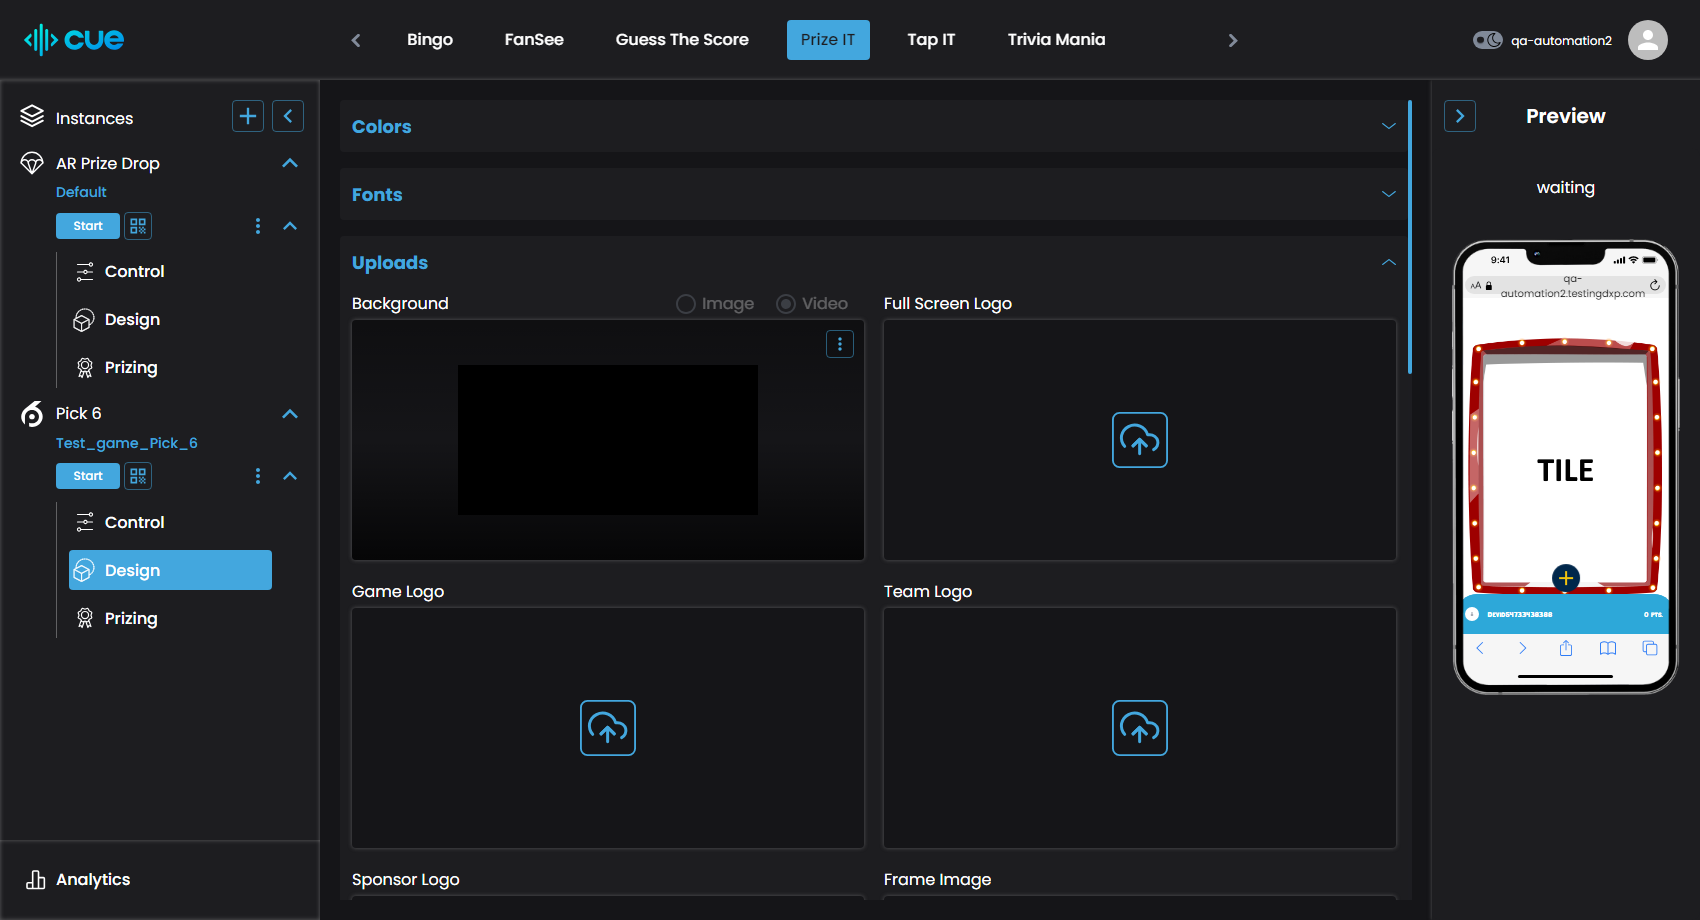 cue
Bingo
FanSee
Guess The Score
Prize IT
Tap IT
Trivia Mania
qa-automation2
Instances
AR Prize Drop
Default
Start
Control
Design
Prizing
Pick 6
Test_game_Pick_6
Start
Control
Design
Prizing
Analytics
Colors
Fonts
Uploads
Background
Image
Video
Full Screen Logo
Game Logo
Team Logo
Sponsor Logo
Frame Image
Preview
waiting
9:41
AA
qa-
automation2.testingdxp.com
TILE
0 PTS.